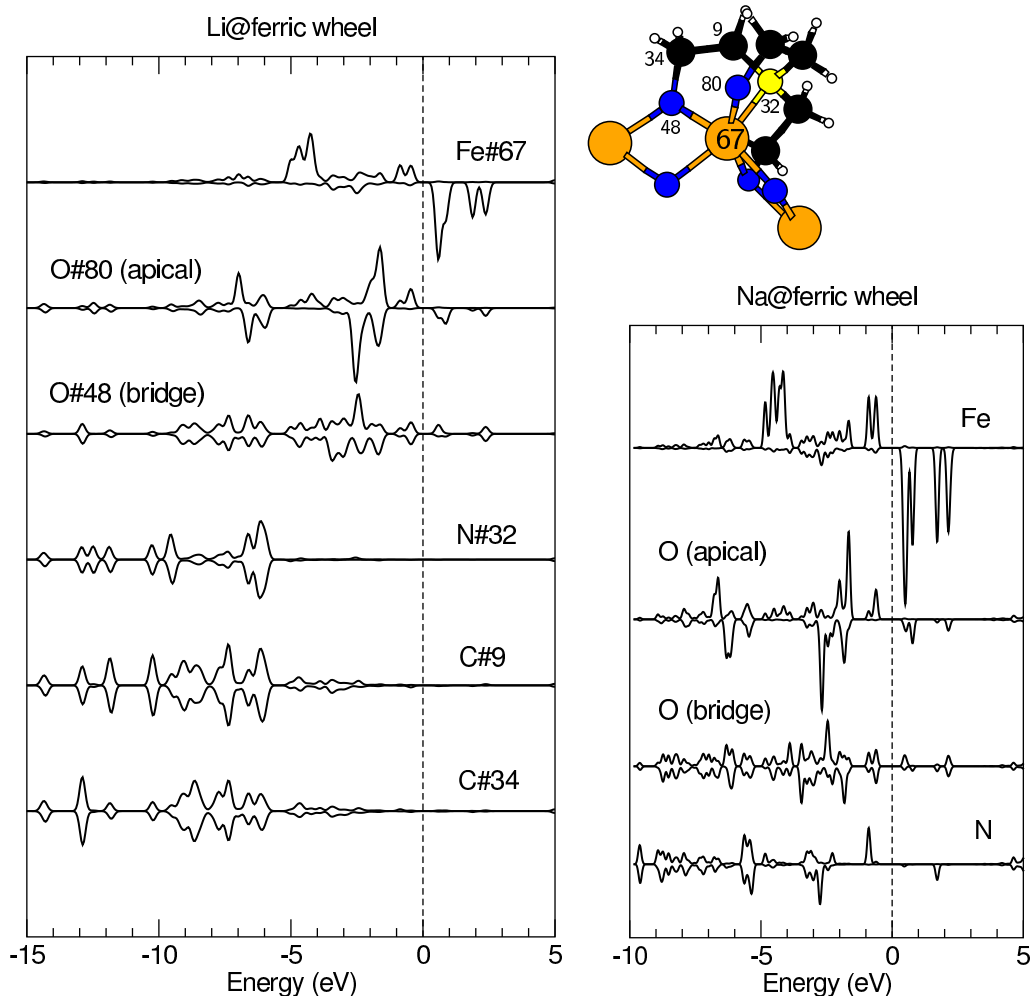 Li@ferric wheel
Fe#67
O#80 (apical)
O#48 (bridge)
N#32
C#9
C#34
-15 -10 -5 0 5
Energy (eV)
9
34
80
32
48
67
Na@ferric wheel
Fe
O (apical)
O (bridge)
N
-10 -5 0 5
Energy (eV)